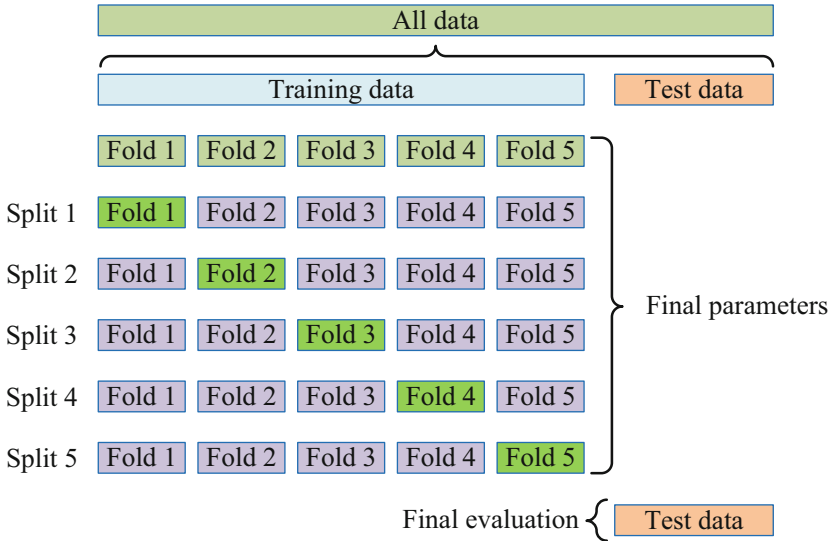 All data
Training data Test data
Fold 1 Fold 2 Fold 3 Fold 4 Fold 5
Split 1 Fold 1 Fold 2 Fold 3 Fold 4 Fold 5
Split 2 Fold 1 Fold 2 Fold 3 Fold 4 Fold 5
Final parameters
Split 3 Fold 1 Fold 2 Fold 3 Fold 4 Fold 5
Split 4 Fold 1 Fold 2 Fold 3 Fold 4 Fold 5
Split 5 Fold 1 Fold 2 Fold 3 Fold 4 Fold 5
Final evaluation Test data